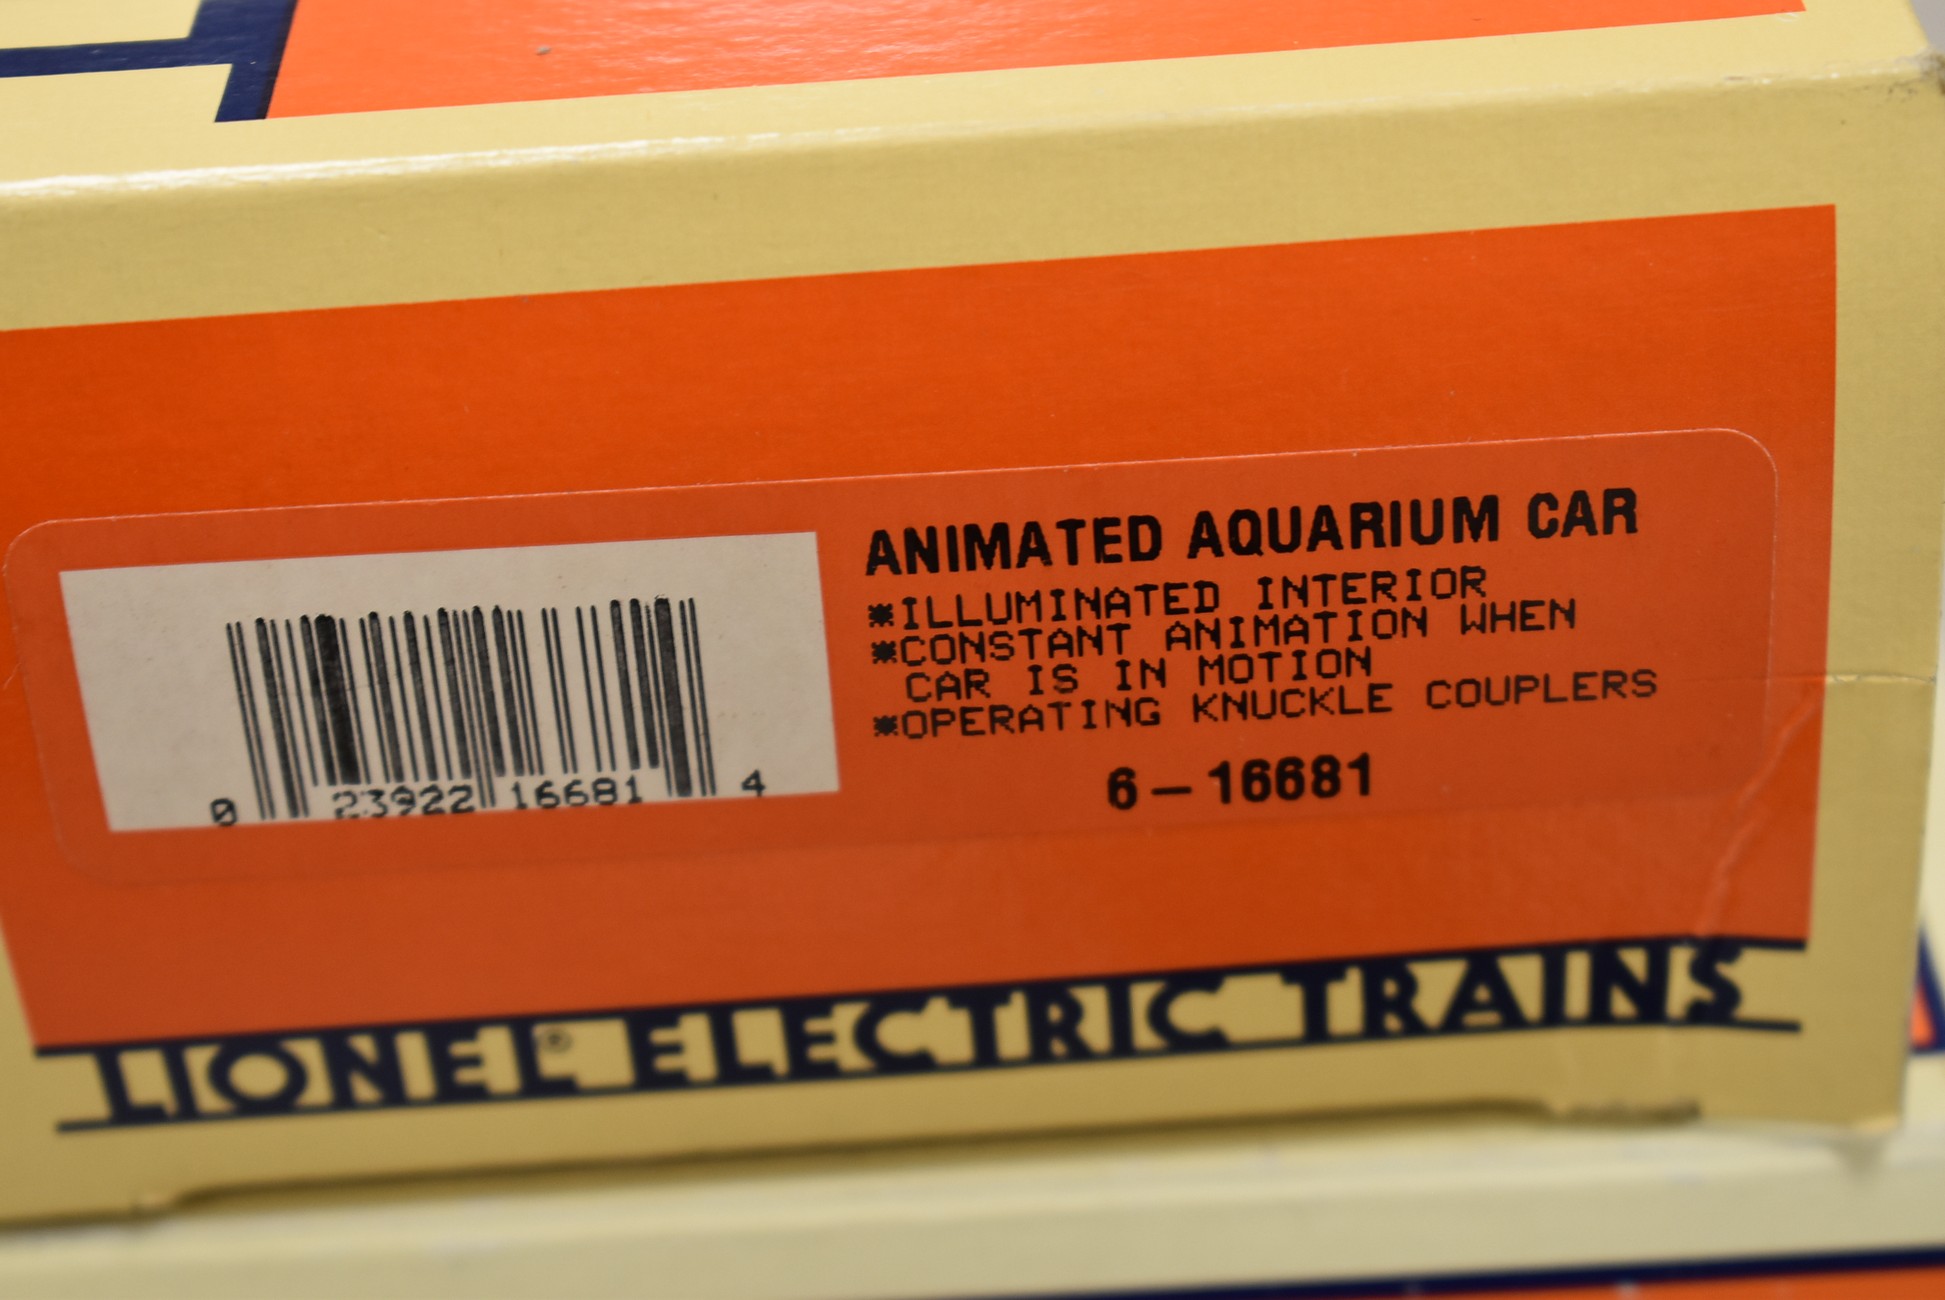 ANIMATED AQUARIUM CAR
*ILLUMINATED INTERIOR
*CONSTANT ANIMATION WHEN
CAR IS IN MOTION
*OPERATING KNUCKLE COUPLERS
6-16681
0 23922 16681 4
LIONEL® ELECTRIC TRAINS